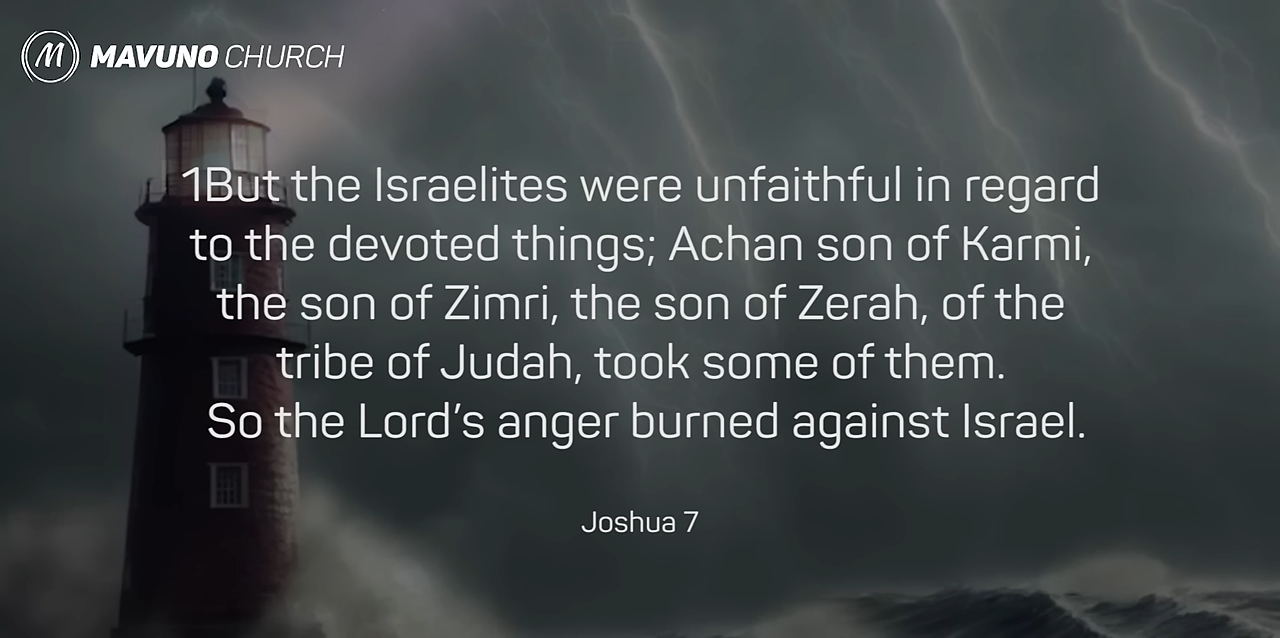 M MAVUNO CHURCH
1But the Israelites were unfaithful in regard
to the devoted things; Achan son of Karmi,
the son of Zimri, the son of Zerah, of the
tribe of Judah, took some of them.
So the Lord’s anger burned against Israel.
Joshua 7